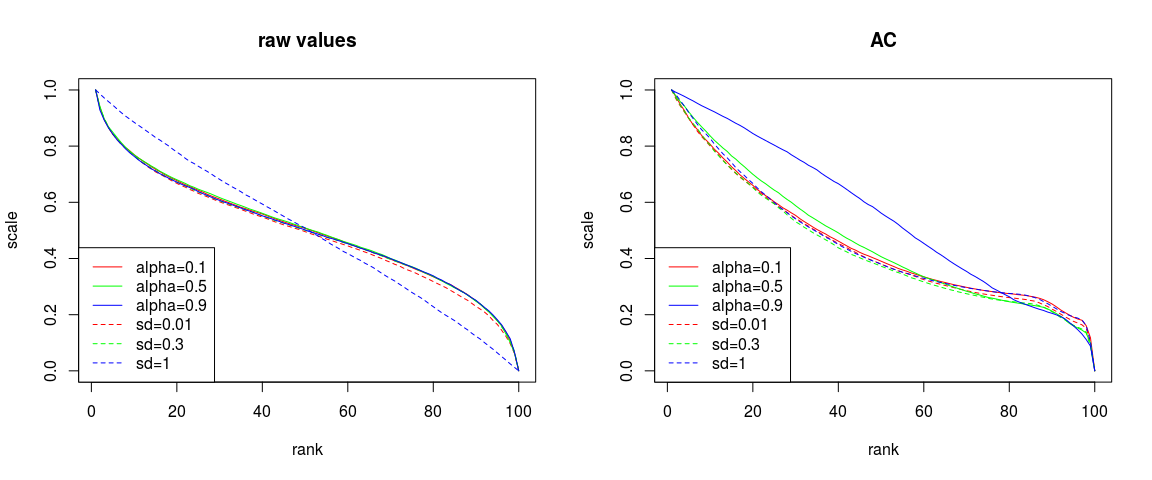 raw values
scale
1.0
0.8
0.6
0.4
0.2
0.0
alpha=0.1
alpha=0.5
alpha=0.9
sd=0.01
sd=0.3
sd=1
0 20 40 60 80 100
rank
AC
scale
1.0
0.8
0.6
0.4
0.2
0.0
alpha=0.1
alpha=0.5
alpha=0.9
sd=0.01
sd=0.3
sd=1
0 20 40 60 80 100
rank